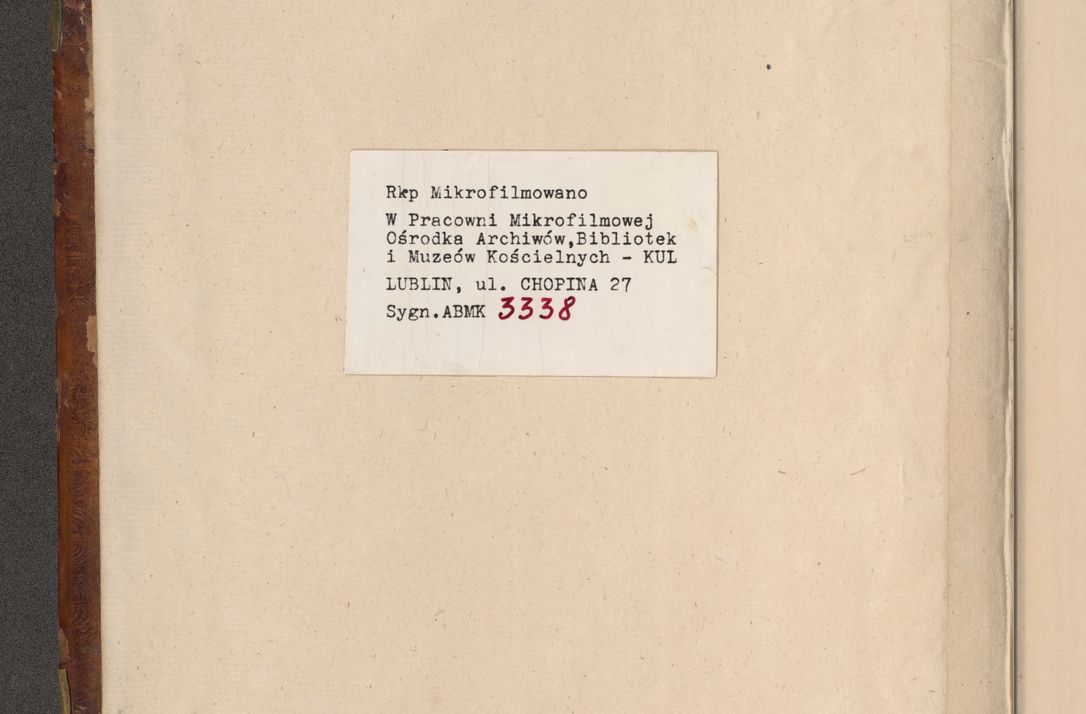 Rkp Mikrofilmowano
W Pracowni Mikrofilmowej
Ośrodka Archiwów,Bibliotek
i Muzeów Kościelnych - KUL
LUBLIN, ul. CHOPINA 27
Sygn.ABMK 3338